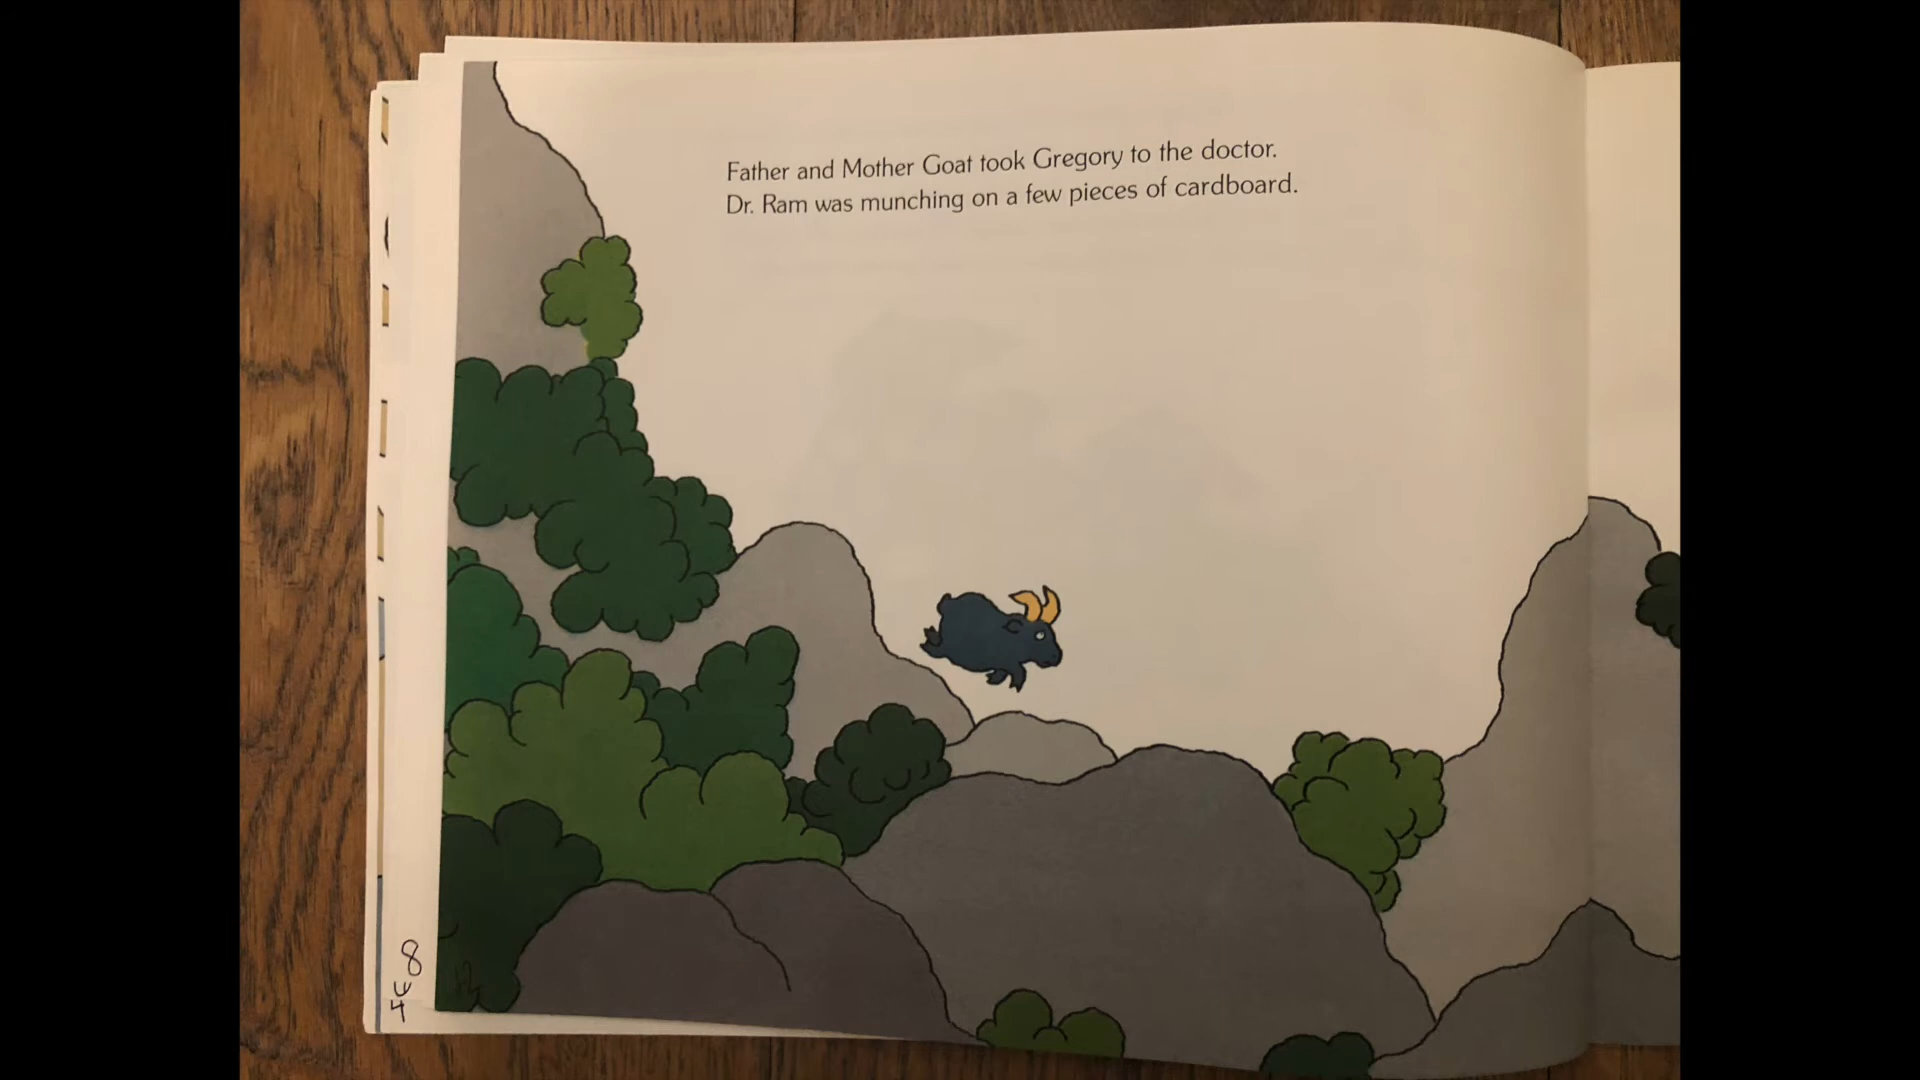 Father and Mother Goat took Gregory to the doctor.
Dr. Ram was munching on a few pieces of cardboard.
8
4